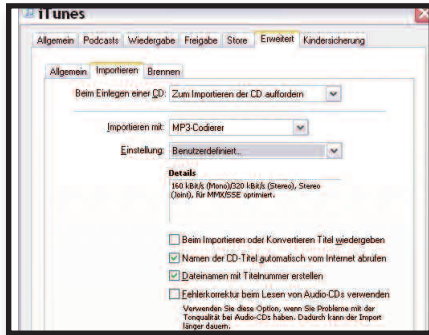 iTunes
Allgemein Podcasts Wiedergabe Freigabe Store Erweitert Kindersicherung
Allgemein Importieren Brennen
Beim Einlegen einer CD: Zum Importieren der CD auffordern
Importieren mit: MP3-Codierer
Einstellung: Benutzerdefiniert...
Details
160 kBit/s (Mono)/320 kBit/s (Stereo), Stereo
(Joint), für MMX/SSE optimiert.
Beim Importieren oder Konvertieren Titel wiedergeben
Namen der CD-Titel automatisch vom Internet abrufen
Dateinamen mit Titelnummer erstellen
Fehlerkorrektur beim Lesen von Audio-CDs verwenden
Verwenden Sie diese Option, wenn Sie Probleme mit der
Tonqualität bei Audio-CDs haben. Dadurch kann der Import
länger dauern.